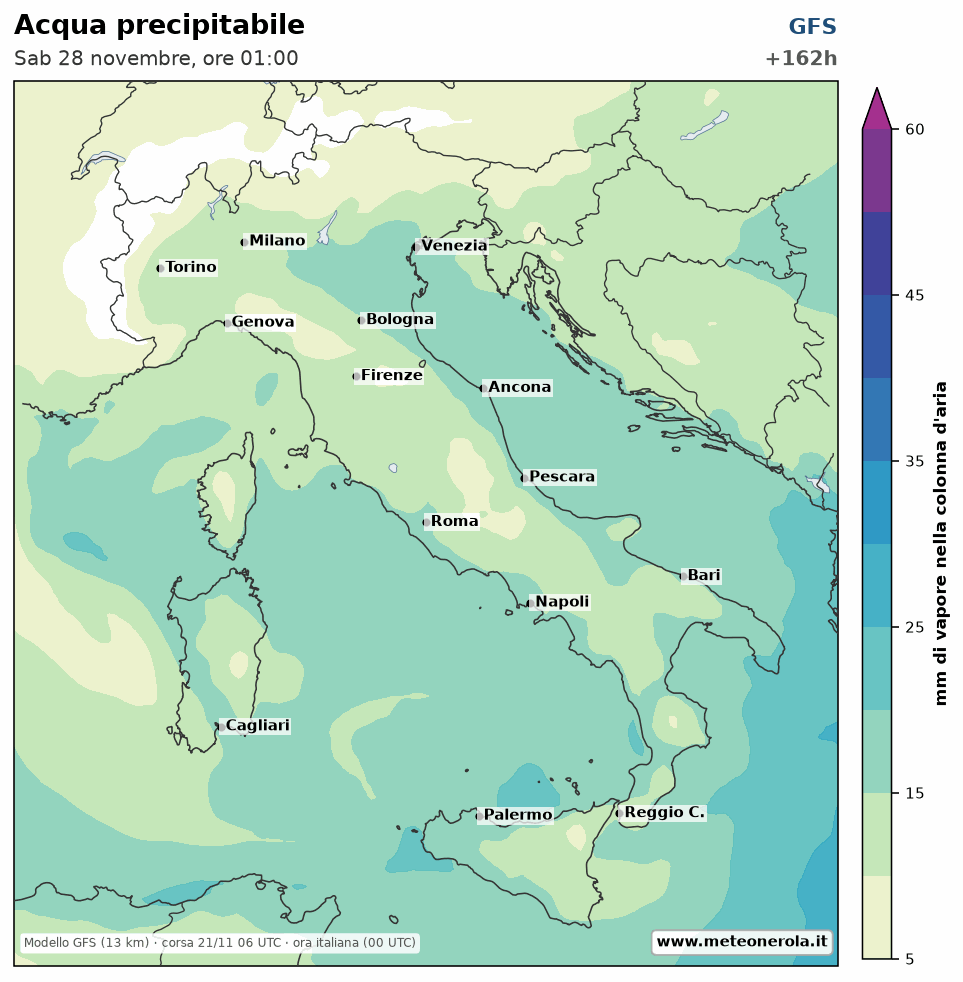 Acqua precipitabile
GFS
Sab 28 novembre, ore 01:00
+162h
60
Milano
Venezia
Torino
45
Genova
Bologna
Firenze
Ancona
35
Pescara
Roma
Bari
Napoli
25
Cagliari
15
Palermo
Reggio C.
mm di vapore nella colonna d'aria
Modello GFS (13 km) · corsa 21/11 06 UTC · ora italiana (00 UTC)
www.meteonerola.it
5